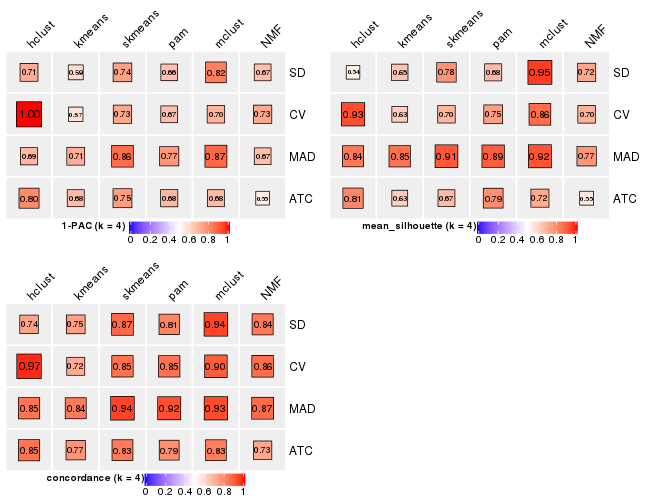 hclust kmeans skmeans pam mclust NMF
0.71 0.59 0.74 0.66 0.82 0.67 SD
1.00 0.57 0.73 0.67 0.70 0.73 CV
0.69 0.71 0.86 0.77 0.87 0.67 MAD
0.80 0.68 0.75 0.68 0.68 0.55 ATC
1-PAC (k = 4)
0 0.2 0.4 0.6 0.8 1
hclust kmeans skmeans pam mclust NMF
0.54 0.65 0.78 0.68 0.95 0.72 SD
0.93 0.63 0.70 0.75 0.86 0.70 CV
0.84 0.85 0.91 0.89 0.92 0.77 MAD
0.81 0.63 0.67 0.79 0.72 0.55 ATC
mean_silhouette (k = 4)
0 0.2 0.4 0.6 0.8 1
hclust kmeans skmeans pam mclust NMF
0.74 0.75 0.87 0.81 0.94 0.84 SD
0.97 0.72 0.85 0.85 0.90 0.86 CV
0.85 0.84 0.94 0.92 0.93 0.87 MAD
0.85 0.77 0.83 0.79 0.83 0.73 ATC
concordance (k = 4)
0 0.2 0.4 0.6 0.8 1